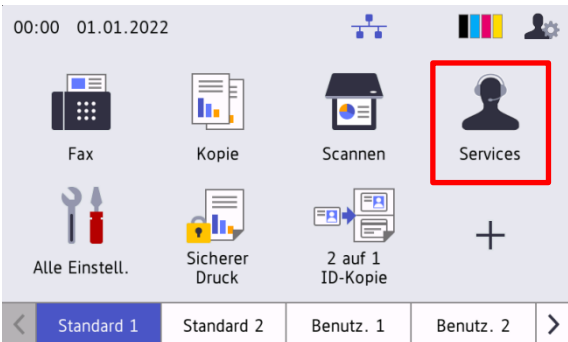 00:00 01.01.2022
Fax
Kopie
Scannen
Services
Alle Einstell.
Sicherer
Druck
2 auf 1
ID-Kopie
Standard 1
Standard 2
Benutz. 1
Benutz. 2